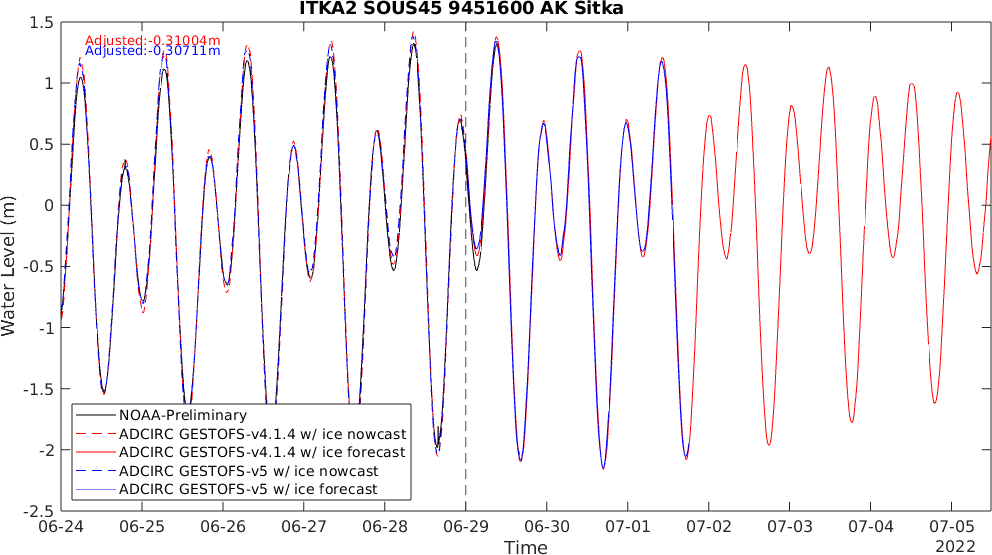 ITKA2 SOUS45 9451600 AK Sitka
Adjusted:-0.31004m
Adjusted:-0.30711m
1.5
1
0.5
0
-0.5
-1
-1.5
-2
-2.5
Water Level (m)
NOAA-Preliminary
ADCIRC GESTOFS-v4.1.4 w/ ice nowcast
ADCIRC GESTOFS-v4.1.4 w/ ice forecast
ADCIRC GESTOFS-v5 w/ ice nowcast
ADCIRC GESTOFS-v5 w/ ice forecast
06-24 06-25 06-26 06-27 06-28 06-29 06-30 07-01 07-02 07-03 07-04 07-05
Time
2022